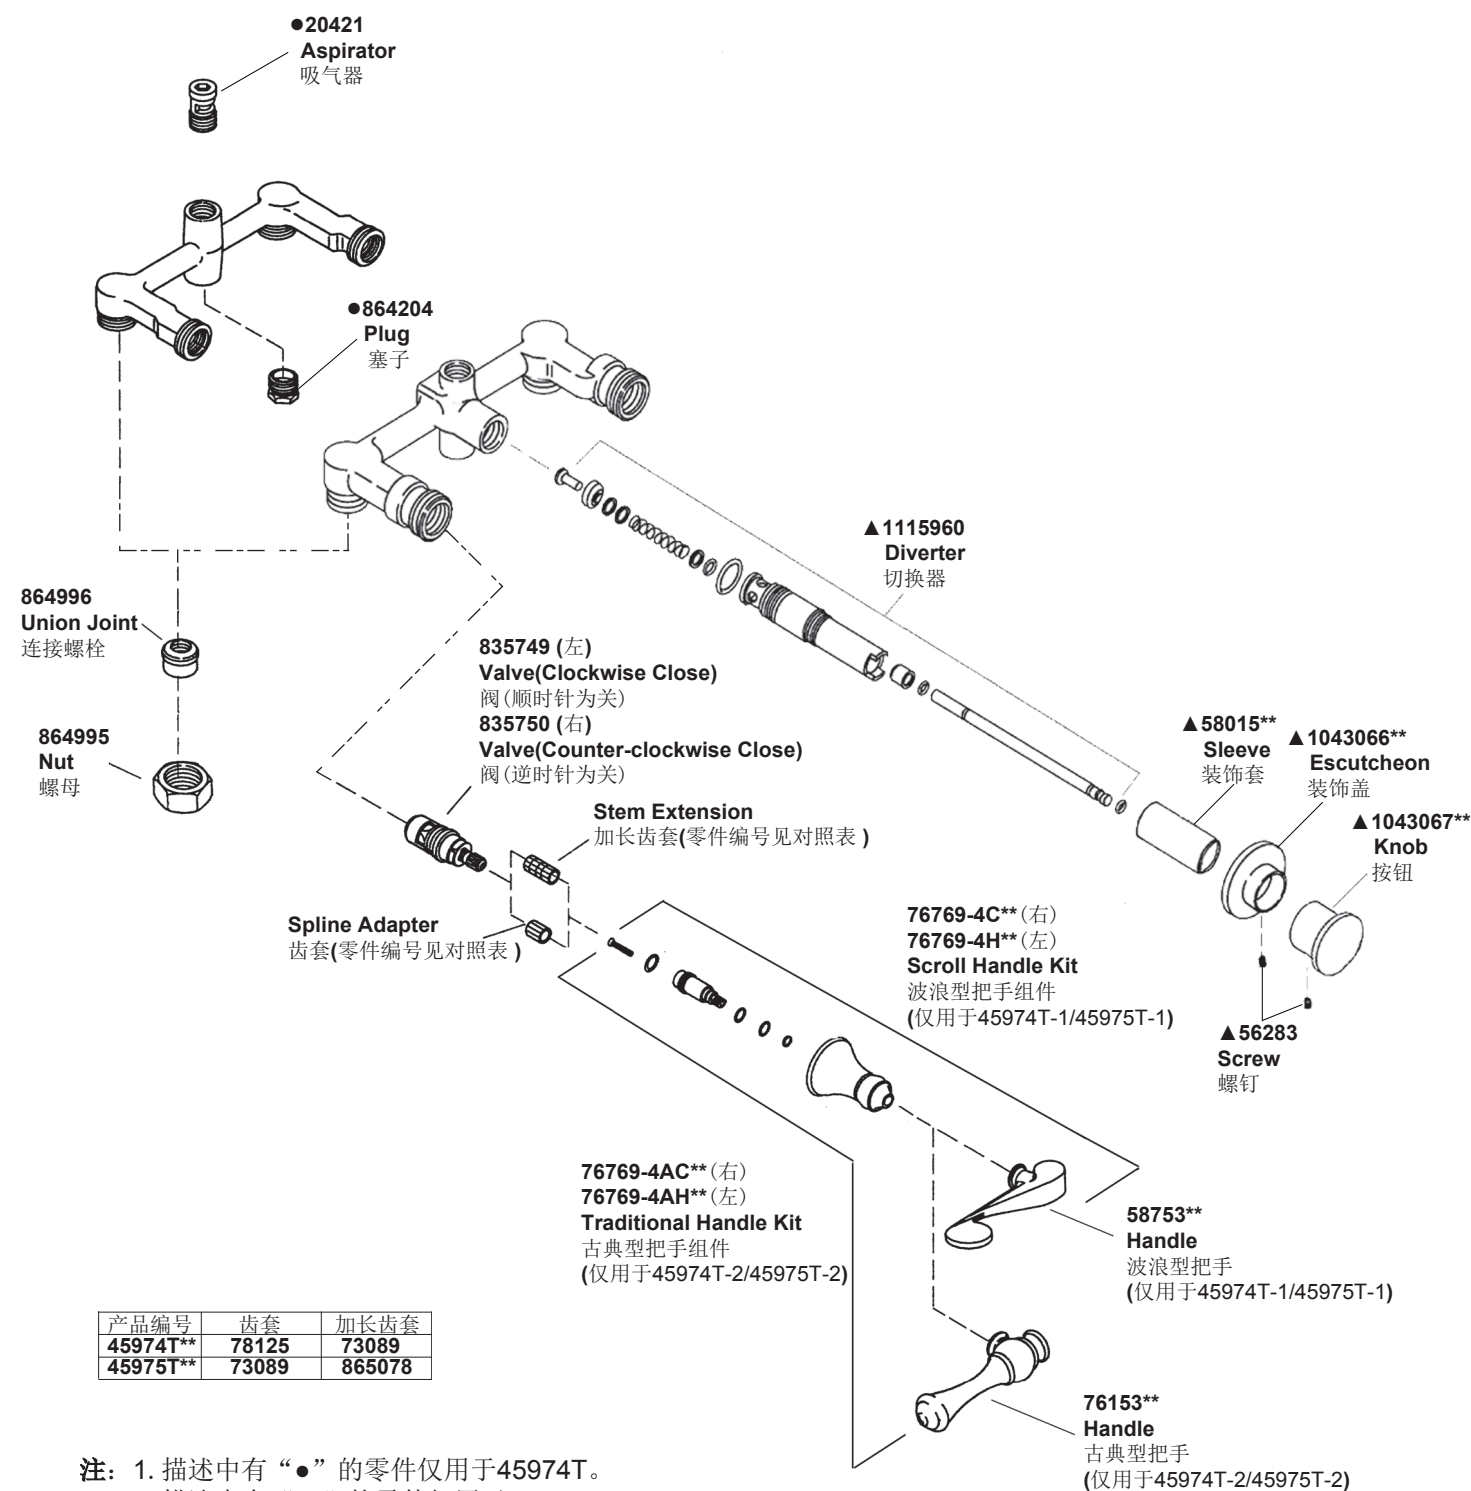 ●20421
Aspirator
吸气器
●864204
Plug
塞子
▲1115960
Diverter
切换器
864996
Union Joint
连接螺栓
835749 (左)
Valve(Clockwise Close)
阀(顺时针为关)
835750 (右)
Valve(Counter-clockwise Close)
阀(逆时针为关)
864995
Nut
螺母
▲58015**
Sleeve
装饰套
▲1043066**
Escutcheon
装饰盖
▲1043067**
Knob
按钮
Stem Extension
加长齿套(零件编号见对照表 )
Spline Adapter
齿套(零件编号见对照表 )
76769-4C**(右)
76769-4H**(左)
Scroll Handle Kit
波浪型把手组件
(仅用于45974T-1/45975T-1)
▲56283
Screw
螺钉
76769-4AC**(右)
76769-4AH**(左)
Traditional Handle Kit
古典型把手组件
(仅用于45974T-2/45975T-2)
58753**
Handle
波浪型把手
(仅用于45974T-1/45975T-1)
产品编号 齿套 加长齿套
45974T** 78125 73089
45975T** 73089 865078
76153**
Handle
古典型把手
(仅用于45974T-2/45975T-2)
注：1. 描述中有“●”的零件仅用于45974T。